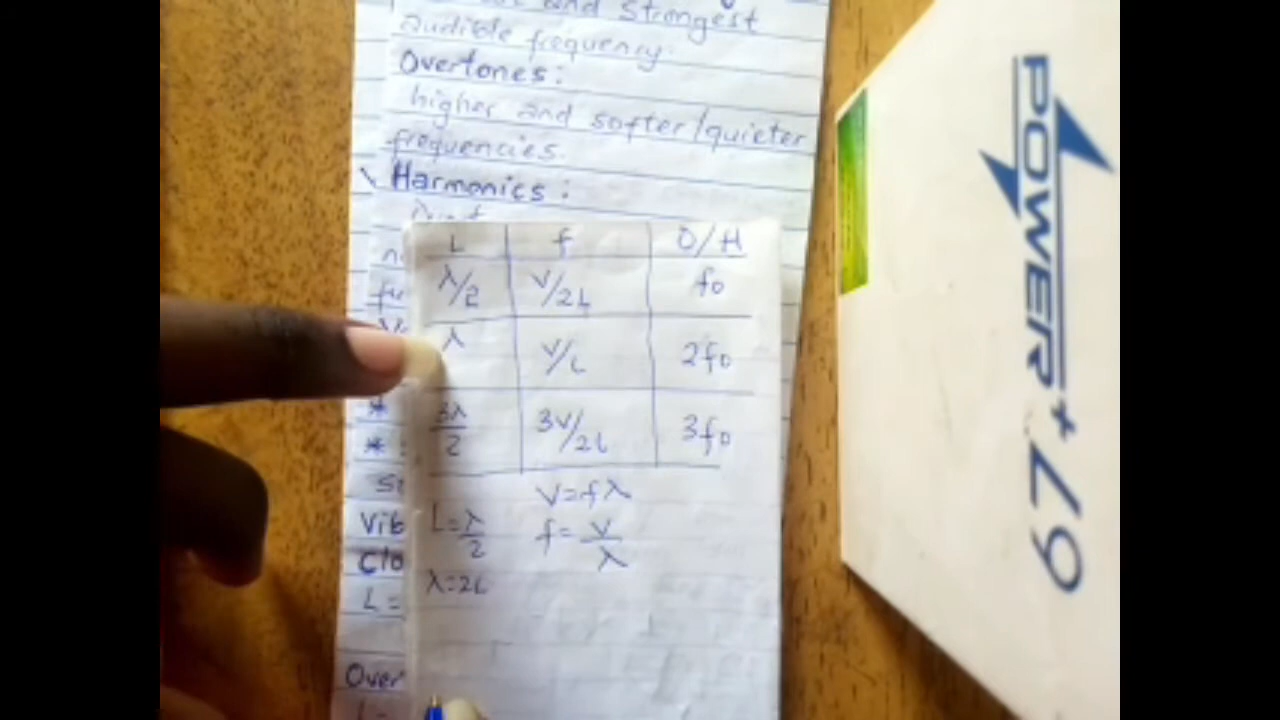 and strongest
audible frequency.
Overtones:
higher and softer/quieter
frequencies.
Harmonics:
L f O/H
λ/2 V/2L f0
λ V/L 2f0
3λ/2 3V/2L 3f0
V=fλ
L=λ/2 f=V/λ
λ=2L
Vib
Clo
L=
Over
POWER+ L9